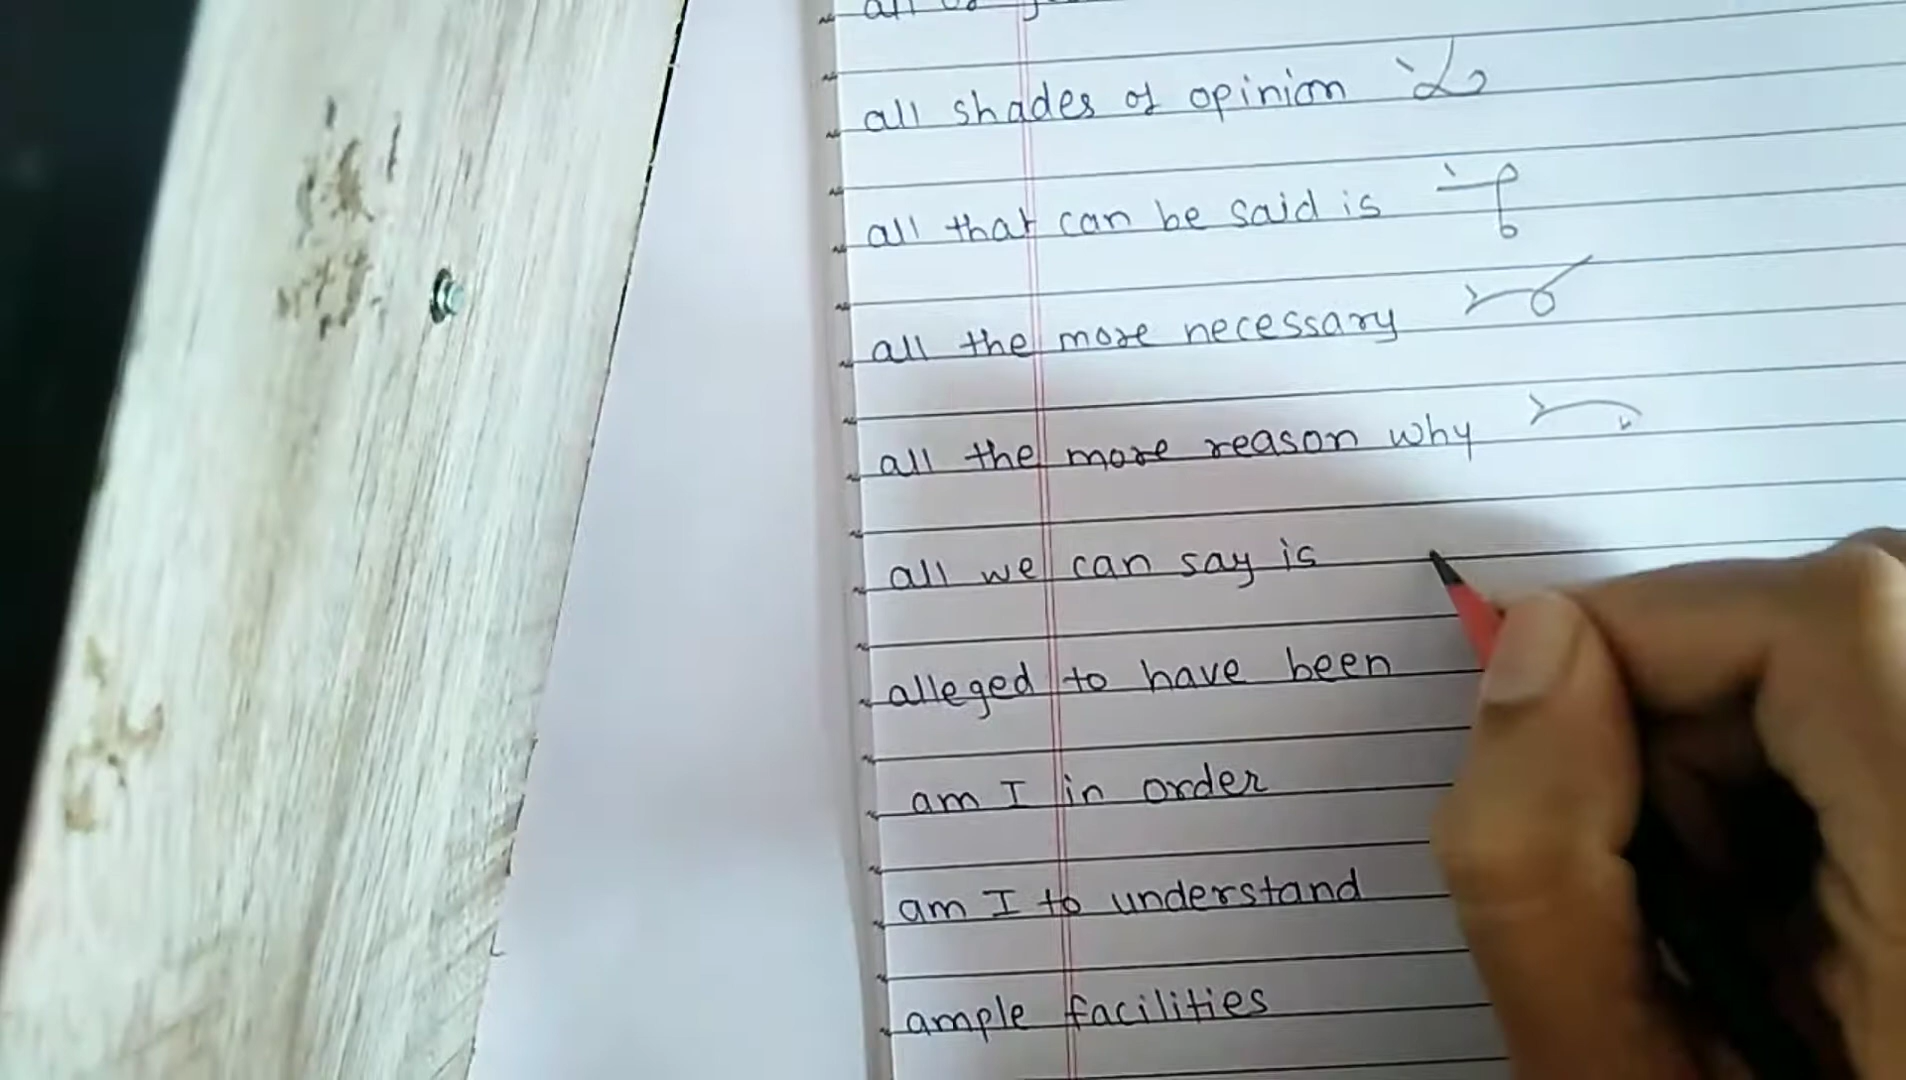 all shades of opinion
all that can be said is
all the more necessary
all the more reason why
all we can say is
alleged to have been
am I in order
am I to understand
ample facilities